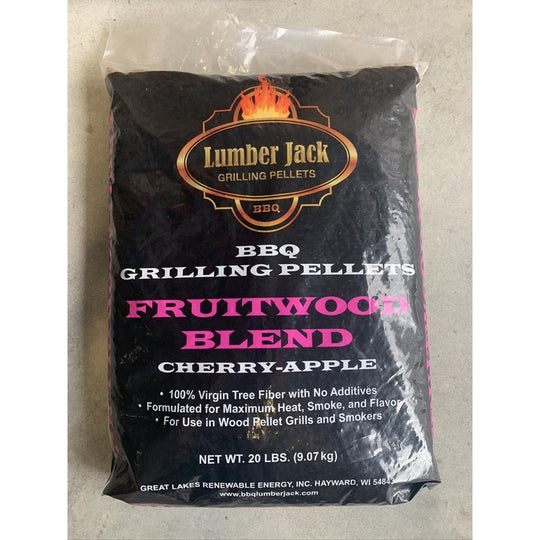 Lumber Jack
GRILLING PELLETS
BBQ
BBQ
GRILLING PELLETS
FRUITWOOD
BLEND
CHERRY-APPLE
• 100% Virgin Tree Fiber with No Additives
• Formulated for Maximum Heat, Smoke, and Flavor
• For Use in Wood Pellet Grills and Smokers
NET WT. 20 LBS. (9.07 kg)
GREAT LAKES RENEWABLE ENERGY, INC. HAYWARD, WI 54843
www.bbqlumberjack.com